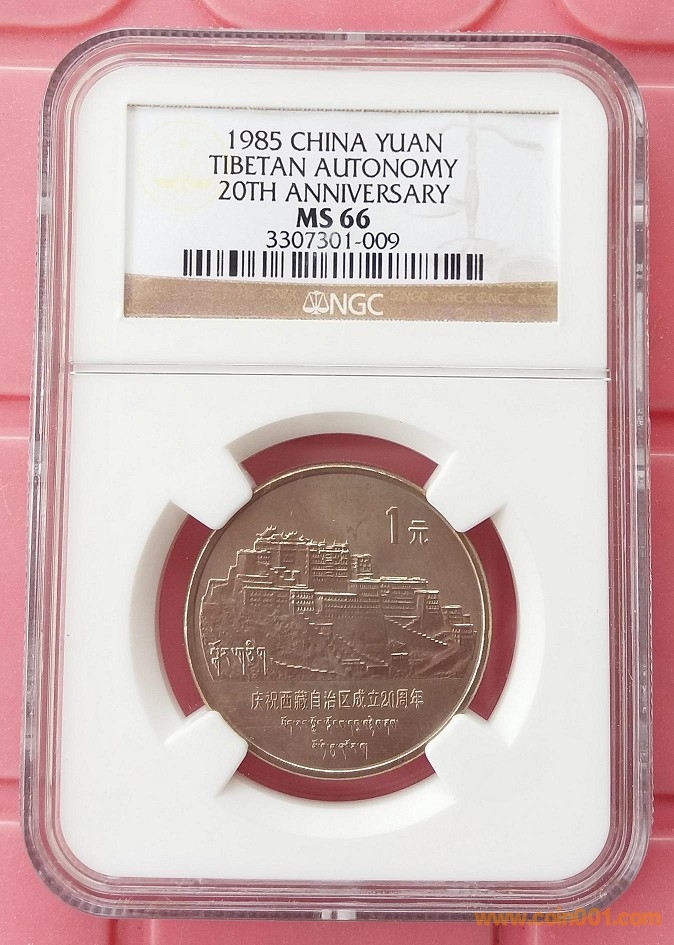 1985 CHINA YUAN
TIBETAN AUTONOMY
20TH ANNIVERSARY
MS 66
3307301-009
NGC
1元
庆祝西藏自治区成立20周年
www.coin001.com